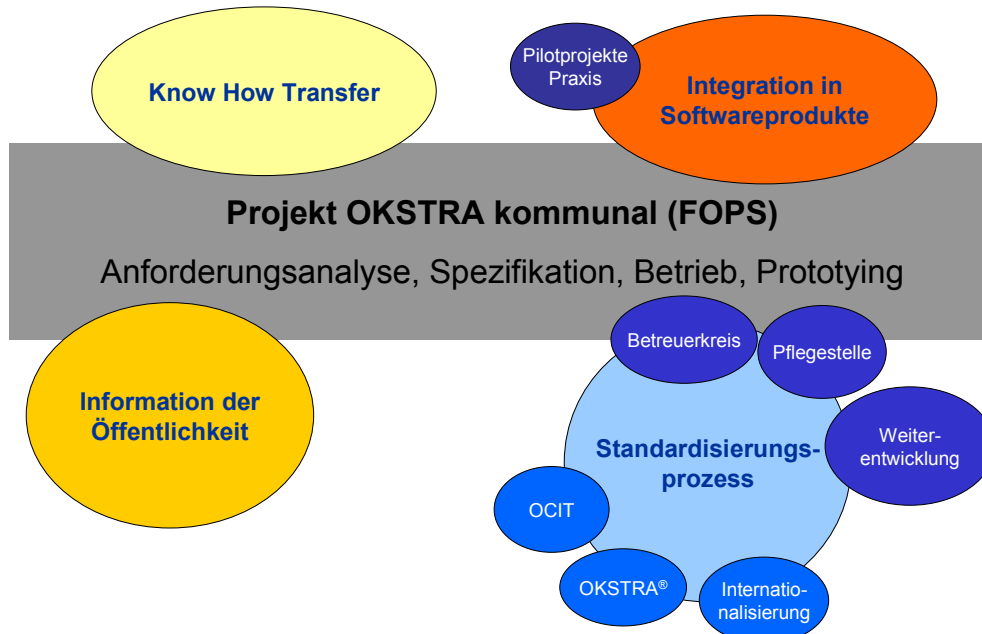 Know How Transfer
Pilotprojekte
Praxis
Integration in
Softwareprodukte
Projekt OKSTRA kommunal (FOPS)
Anforderungsanalyse, Spezifikation, Betrieb, Prototying
Information der
Öffentlichkeit
Betreuerkreis
Pflegestelle
Weiter-
entwicklung
Standardisierungs-
prozess
OCIT
OKSTRA®
Internatio-
nalisierung